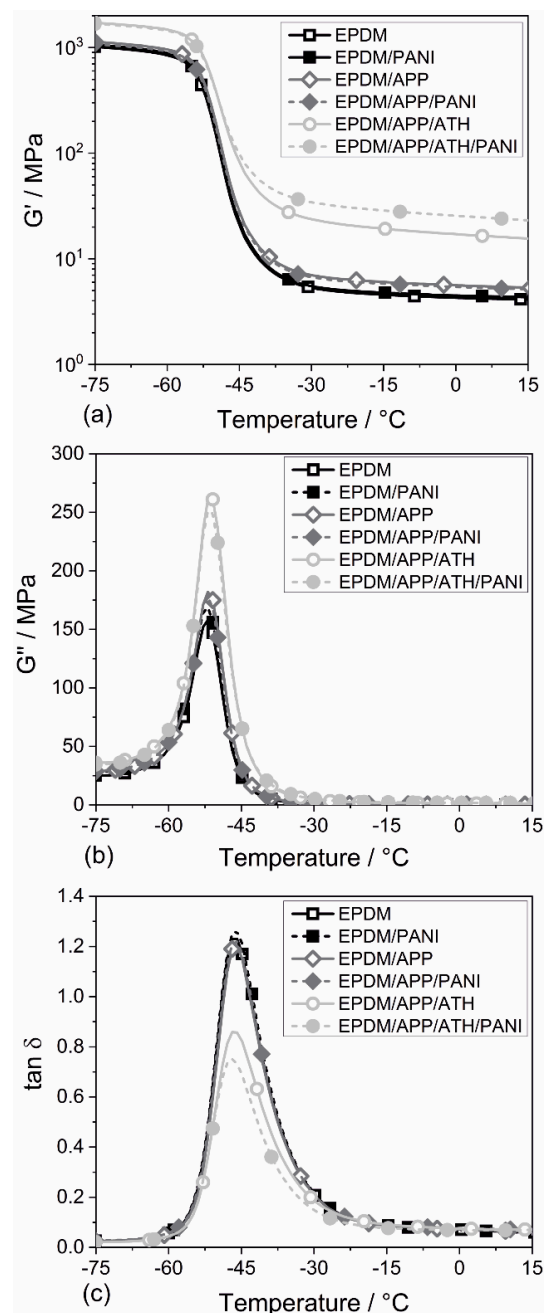 10³
10²
10¹
10⁰
G' / MPa
EPDM
EPDM/PANI
EPDM/APP
EPDM/APP/PANI
EPDM/APP/ATH
EPDM/APP/ATH/PANI
-75 -60 -45 -30 -15 0 15
(a) Temperature / °C
300
250
200
150
100
50
0
G'' / MPa
EPDM
EPDM/PANI
EPDM/APP
EPDM/APP/PANI
EPDM/APP/ATH
EPDM/APP/ATH/PANI
-75 -60 -45 -30 -15 0 15
(b) Temperature / °C
1.4
1.2
1.0
0.8
0.6
0.4
0.2
0.0
tan δ
EPDM
EPDM/PANI
EPDM/APP
EPDM/APP/PANI
EPDM/APP/ATH
EPDM/APP/ATH/PANI
-75 -60 -45 -30 -15 0 15
(c) Temperature / °C